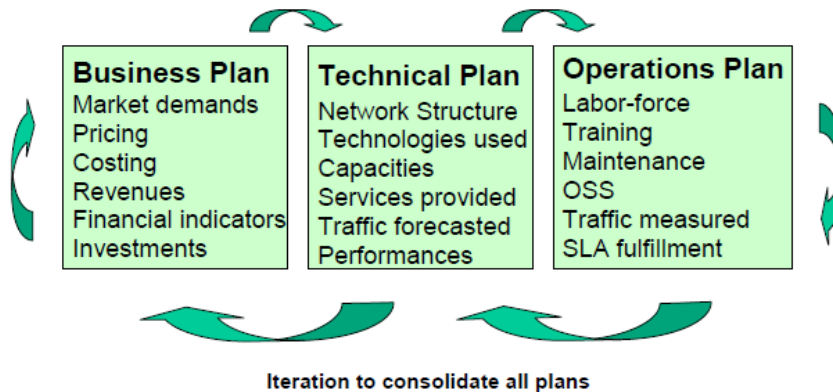 Business Plan
Market demands
Pricing
Costing
Revenues
Financial indicators
Investments
Technical Plan
Network Structure
Technologies used
Capacities
Services provided
Traffic forecasted
Performances
Operations Plan
Labor-force
Training
Maintenance
OSS
Traffic measured
SLA fulfillment
Iteration to consolidate all plans